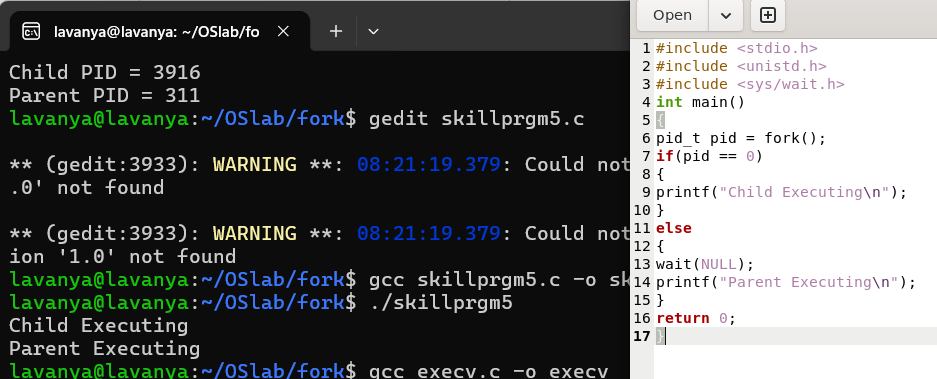 lavanya@lavanya: ~/OSlab/fo
Child PID = 3916
Parent PID = 311
lavanya@lavanya:~/OSlab/fork$ gedit skillprgm5.c
** (gedit:3933): WARNING **: 08:21:19.379: Could not
.0' not found
** (gedit:3933): WARNING **: 08:21:19.379: Could not
ion '1.0' not found
lavanya@lavanya:~/OSlab/fork$ gcc skillprgm5.c -o sk
lavanya@lavanya:~/OSlab/fork$ ./skillprgm5
Child Executing
Parent Executing
lavanya@lavanya:~/OSlab/fork$ gcc execv.c -o execv
Open
1 #include <stdio.h>
2 #include <unistd.h>
3 #include <sys/wait.h>
4 int main()
5 {
6 pid_t pid = fork();
7 if(pid == 0)
8 {
9 printf("Child Executing\n");
10 }
11 else
12 {
13 wait(NULL);
14 printf("Parent Executing\n");
15 }
16 return 0;
17 }